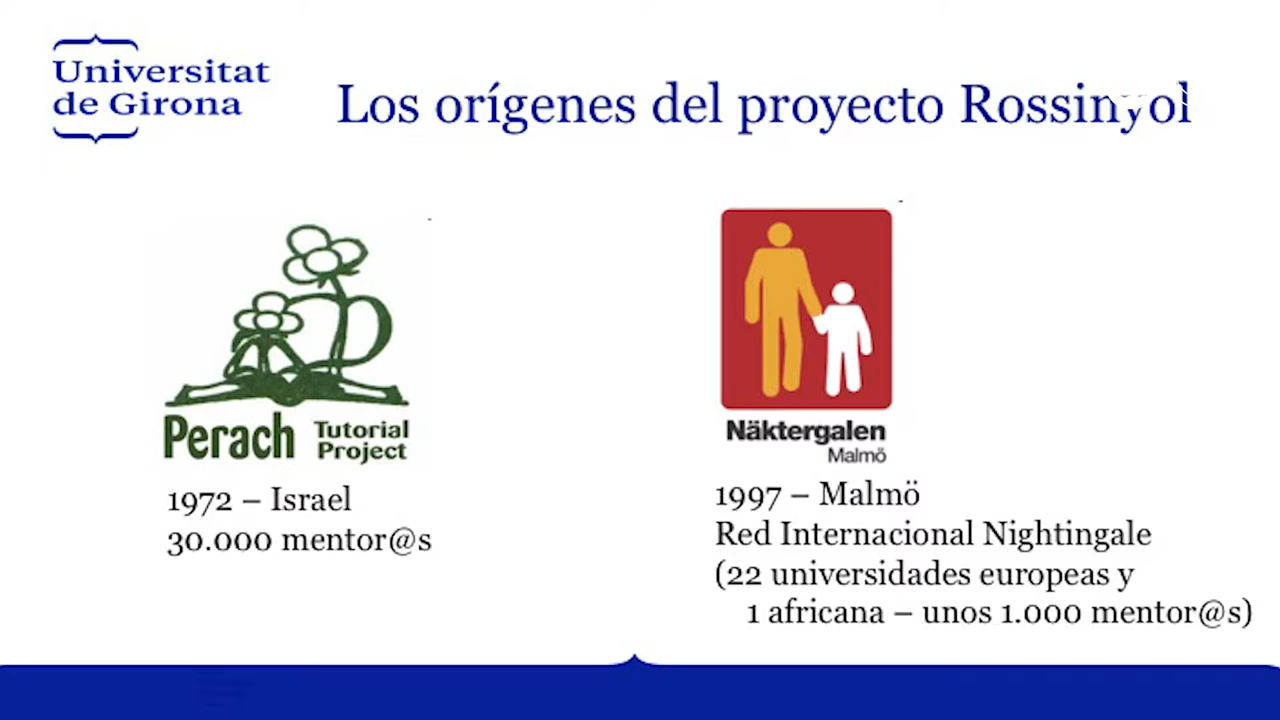 Universitat
de Girona
Los orígenes del proyecto Rossinyol
Perach Tutorial
Project
1972 – Israel
30.000 mentor@s
Näktergalen
Malmö
1997 – Malmö
Red Internacional Nightingale
(22 universidades europeas y
1 africana – unos 1.000 mentor@s)